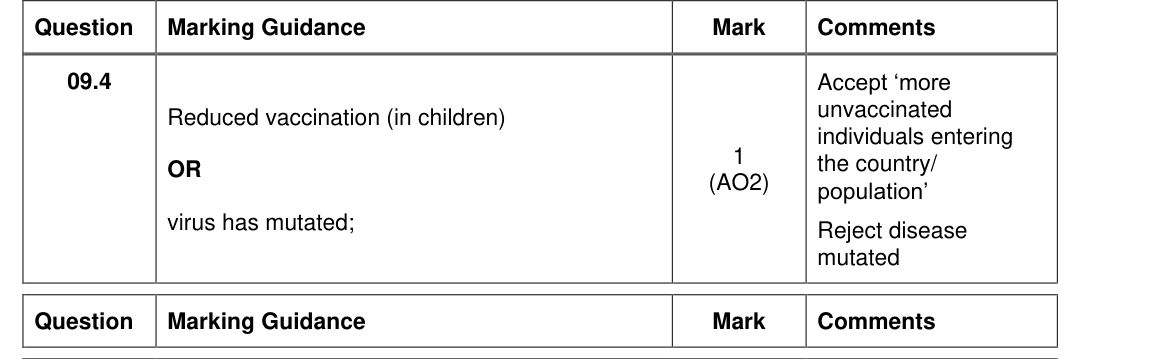 Question Marking Guidance Mark Comments
09.4
Reduced vaccination (in children)
OR
virus has mutated;
1
(AO2)
Accept ‘more
unvaccinated
individuals entering
the country/
population’
Reject disease
mutated
Question Marking Guidance Mark Comments